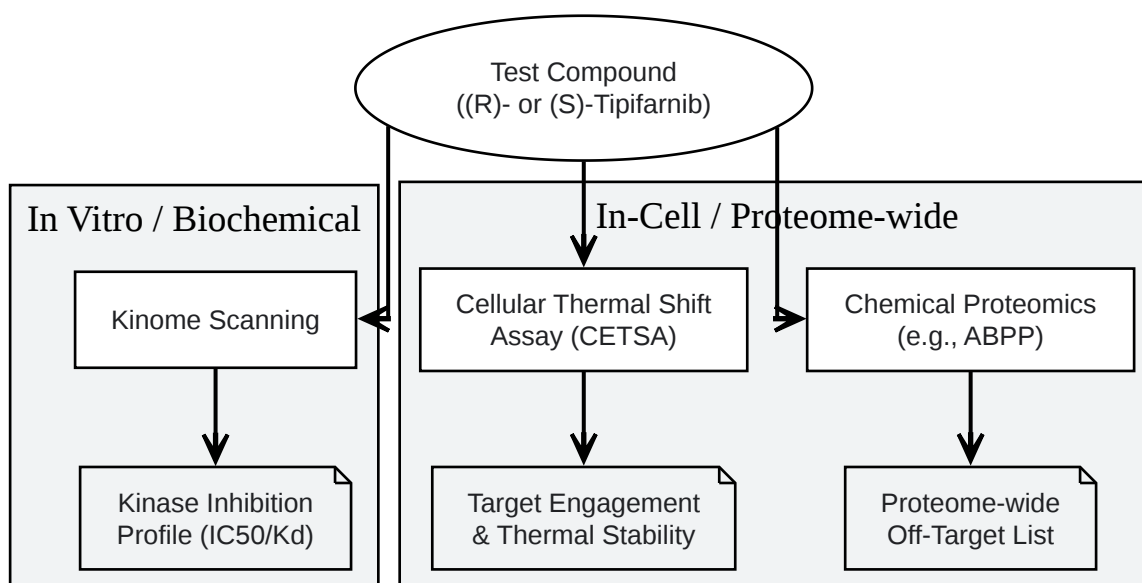 Test Compound
((R)- or (S)-Tipifarnib)
In Vitro / Biochemical
In-Cell / Proteome-wide
Kinome Scanning
Cellular Thermal Shift
Assay (CETSA)
Chemical Proteomics
(e.g., ABPP)
Kinase Inhibition
Profile (IC50/Kd)
Target Engagement
& Thermal Stability
Proteome-wide
Off-Target List